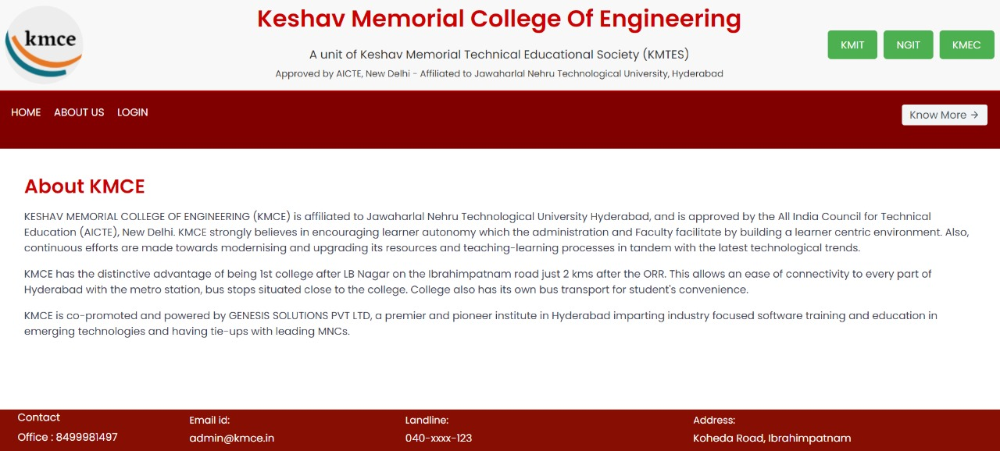 kmce
Keshav Memorial College Of Engineering
A unit of Keshav Memorial Technical Educational Society (KMTES)
Approved by AICTE, New Delhi - Affiliated to Jawaharlal Nehru Technological University, Hyderabad
KMIT NGIT KMEC
HOME ABOUT US LOGIN
Know More →
About KMCE
KESHAV MEMORIAL COLLEGE OF ENGINEERING (KMCE) is affiliated to Jawaharlal Nehru Technological University Hyderabad, and is approved by the All India Council for Technical
Education (AICTE), New Delhi. KMCE strongly believes in encouraging learner autonomy which the administration and Faculty facilitate by building a learner centric environment. Also,
continuous efforts are made towards modernising and upgrading its resources and teaching-learning processes in tandem with the latest technological trends.
KMCE has the distinctive advantage of being 1st college after LB Nagar on the Ibrahimpatnam road just 2 kms after the ORR. This allows an ease of connectivity to every part of
Hyderabad with the metro station, bus stops situated close to the college. College also has its own bus transport for student's convenience.
KMCE is co-promoted and powered by GENESIS SOLUTIONS PVT LTD, a premier and pioneer institute in Hyderabad imparting industry focused software training and education in
emerging technologies and having tie-ups with leading MNCs.
Contact
Office : 8499981497
Email id:
admin@kmce.in
Landline:
040-xxxx-123
Address:
Koheda Road, Ibrahimpatnam